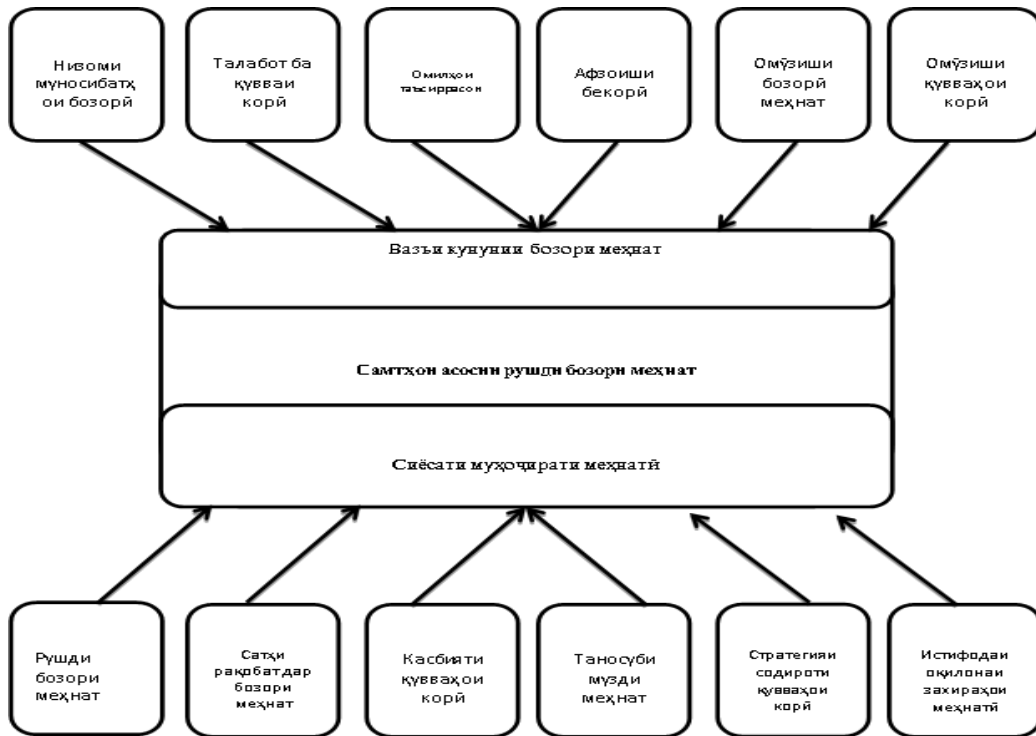 Низоми
муносибатҳ
ои бозорӣ
Талабот ба
қувваи
корӣ
Омилҳои
таъсиррасон
Афзоиши
бекорӣ
Омӯзиши
бозорӣ
меҳнат
Омӯзиши
қувваҳои
корӣ
Вазъи кунунии бозори меҳнат
Самтҳои асосии рушди бозори меҳнат
Сиёсати муҳоҷирати меҳнатӣ
Рушди
бозори
меҳнат
Сатҳи
рақобатдар
бозори
меҳнат
Касбияти
қувваҳои
корӣ
Таносуби
музди
меҳнат
Стратегияи
содироти
қувваҳои
корӣ
Истифодаи
оқилонаи
захираҳои
меҳнатӣ